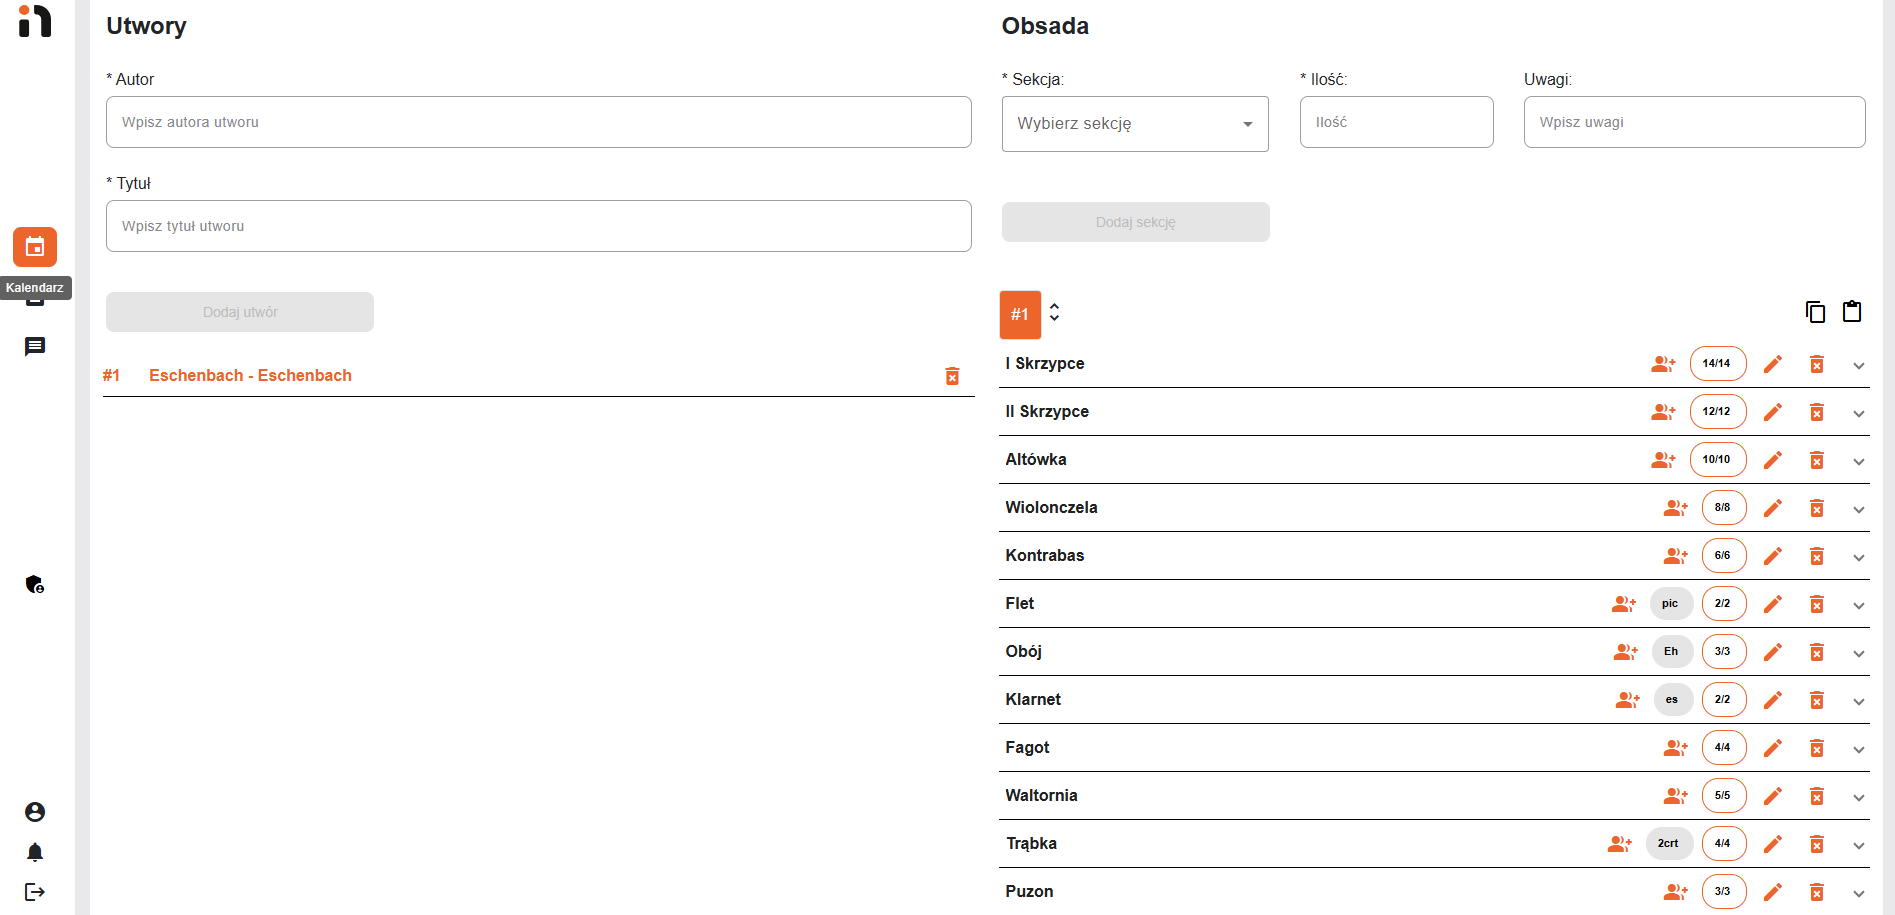 Utwory
* Autor
Wpisz autora utworu
* Tytuł
Wpisz tytuł utworu
Dodaj utwór
#1 Eschenbach - Eschenbach
Kalendarz
Obsada
* Sekcja: * Ilość: Uwagi:
Wybierz sekcję Ilość Wpisz uwagi
Dodaj sekcję
#1
I Skrzypce 14/14
II Skrzypce 12/12
Altówka 10/10
Wiolonczela 8/8
Kontrabas 6/6
Flet pic 2/2
Obój Eh 3/3
Klarnet es 2/2
Fagot 4/4
Waltornia 5/5
Trąbka 2crt 4/4
Puzon 3/3